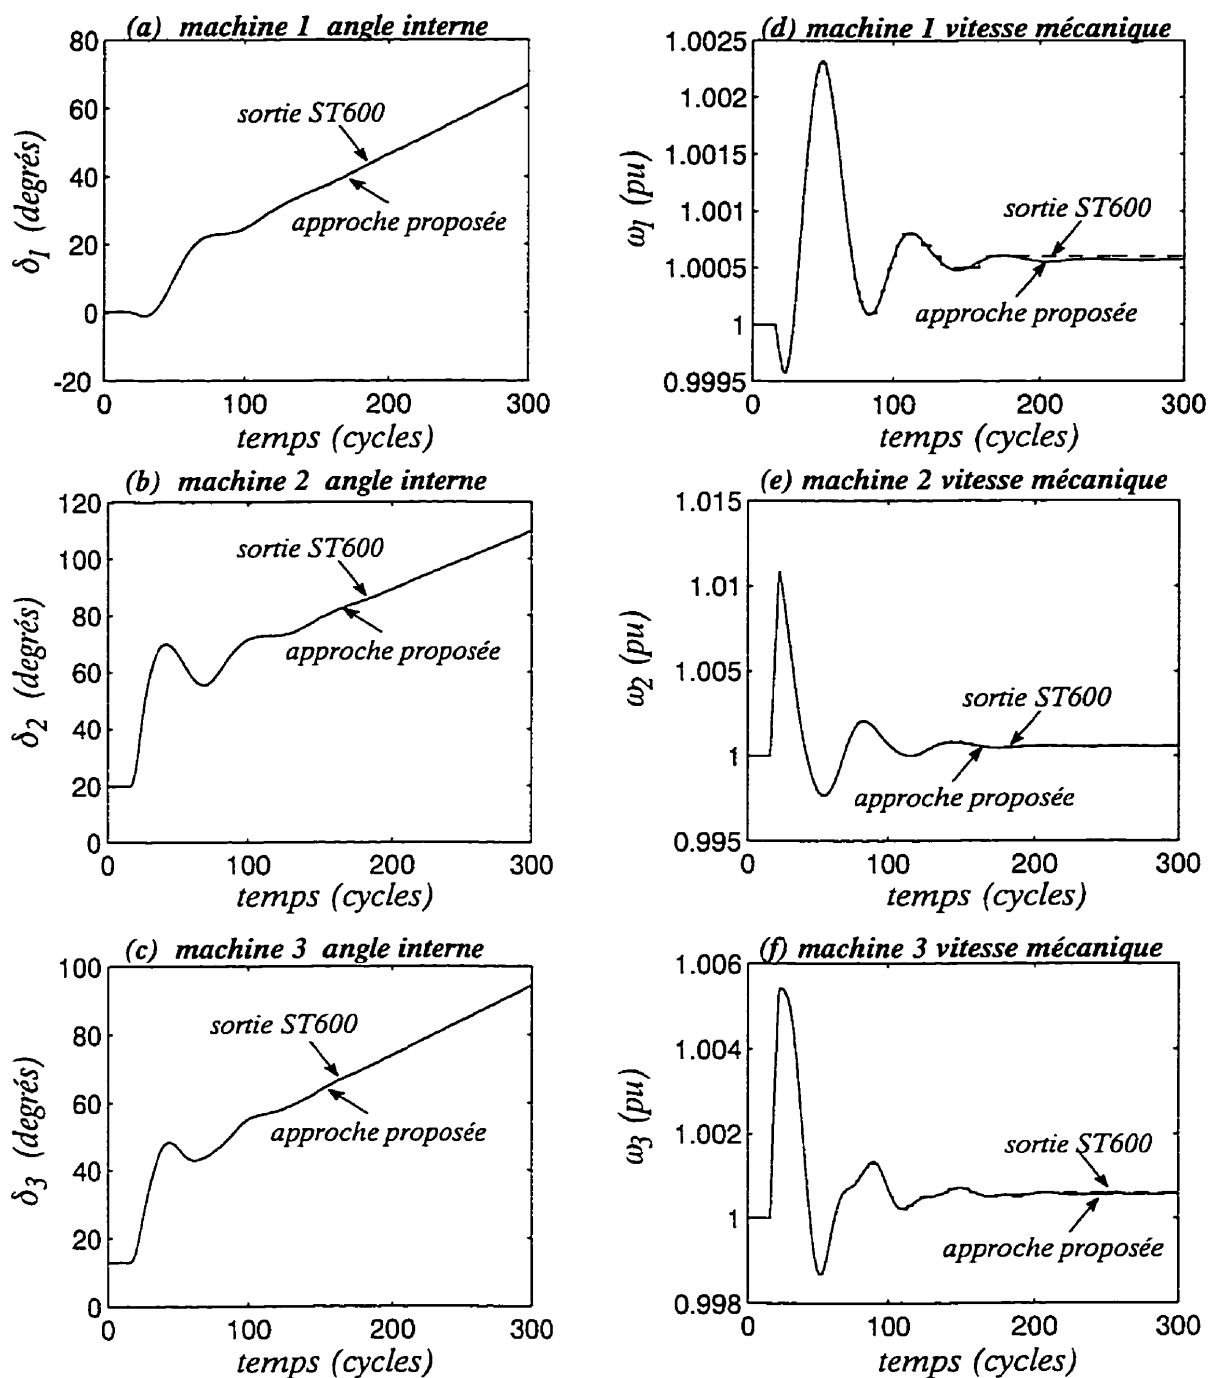 (a) machine 1 angle interne
80
60
40
20
0
-20
δ1 (degrés)
sortie ST600
approche proposée
0 100 200 300
temps (cycles)
(d) machine 1 vitesse mécanique
1.0025
1.002
1.0015
1.001
1.0005
1
0.9995
ω1 (pu)
sortie ST600
approche proposée
0 100 200 300
temps (cycles)
(b) machine 2 angle interne
120
100
80
60
40
20
0
δ2 (degrés)
sortie ST600
approche proposée
0 100 200 300
temps (cycles)
(e) machine 2 vitesse mécanique
1.015
1.01
1.005
1
0.995
ω2 (pu)
sortie ST600
approche proposée
0 100 200 300
temps (cycles)
(c) machine 3 angle interne
100
80
60
40
20
0
δ3 (degrés)
sortie ST600
approche proposée
0 100 200 300
temps (cycles)
(f) machine 3 vitesse mécanique
1.006
1.004
1.002
1
0.998
ω3 (pu)
sortie ST600
approche proposée
0 100 200 300
temps (cycles)